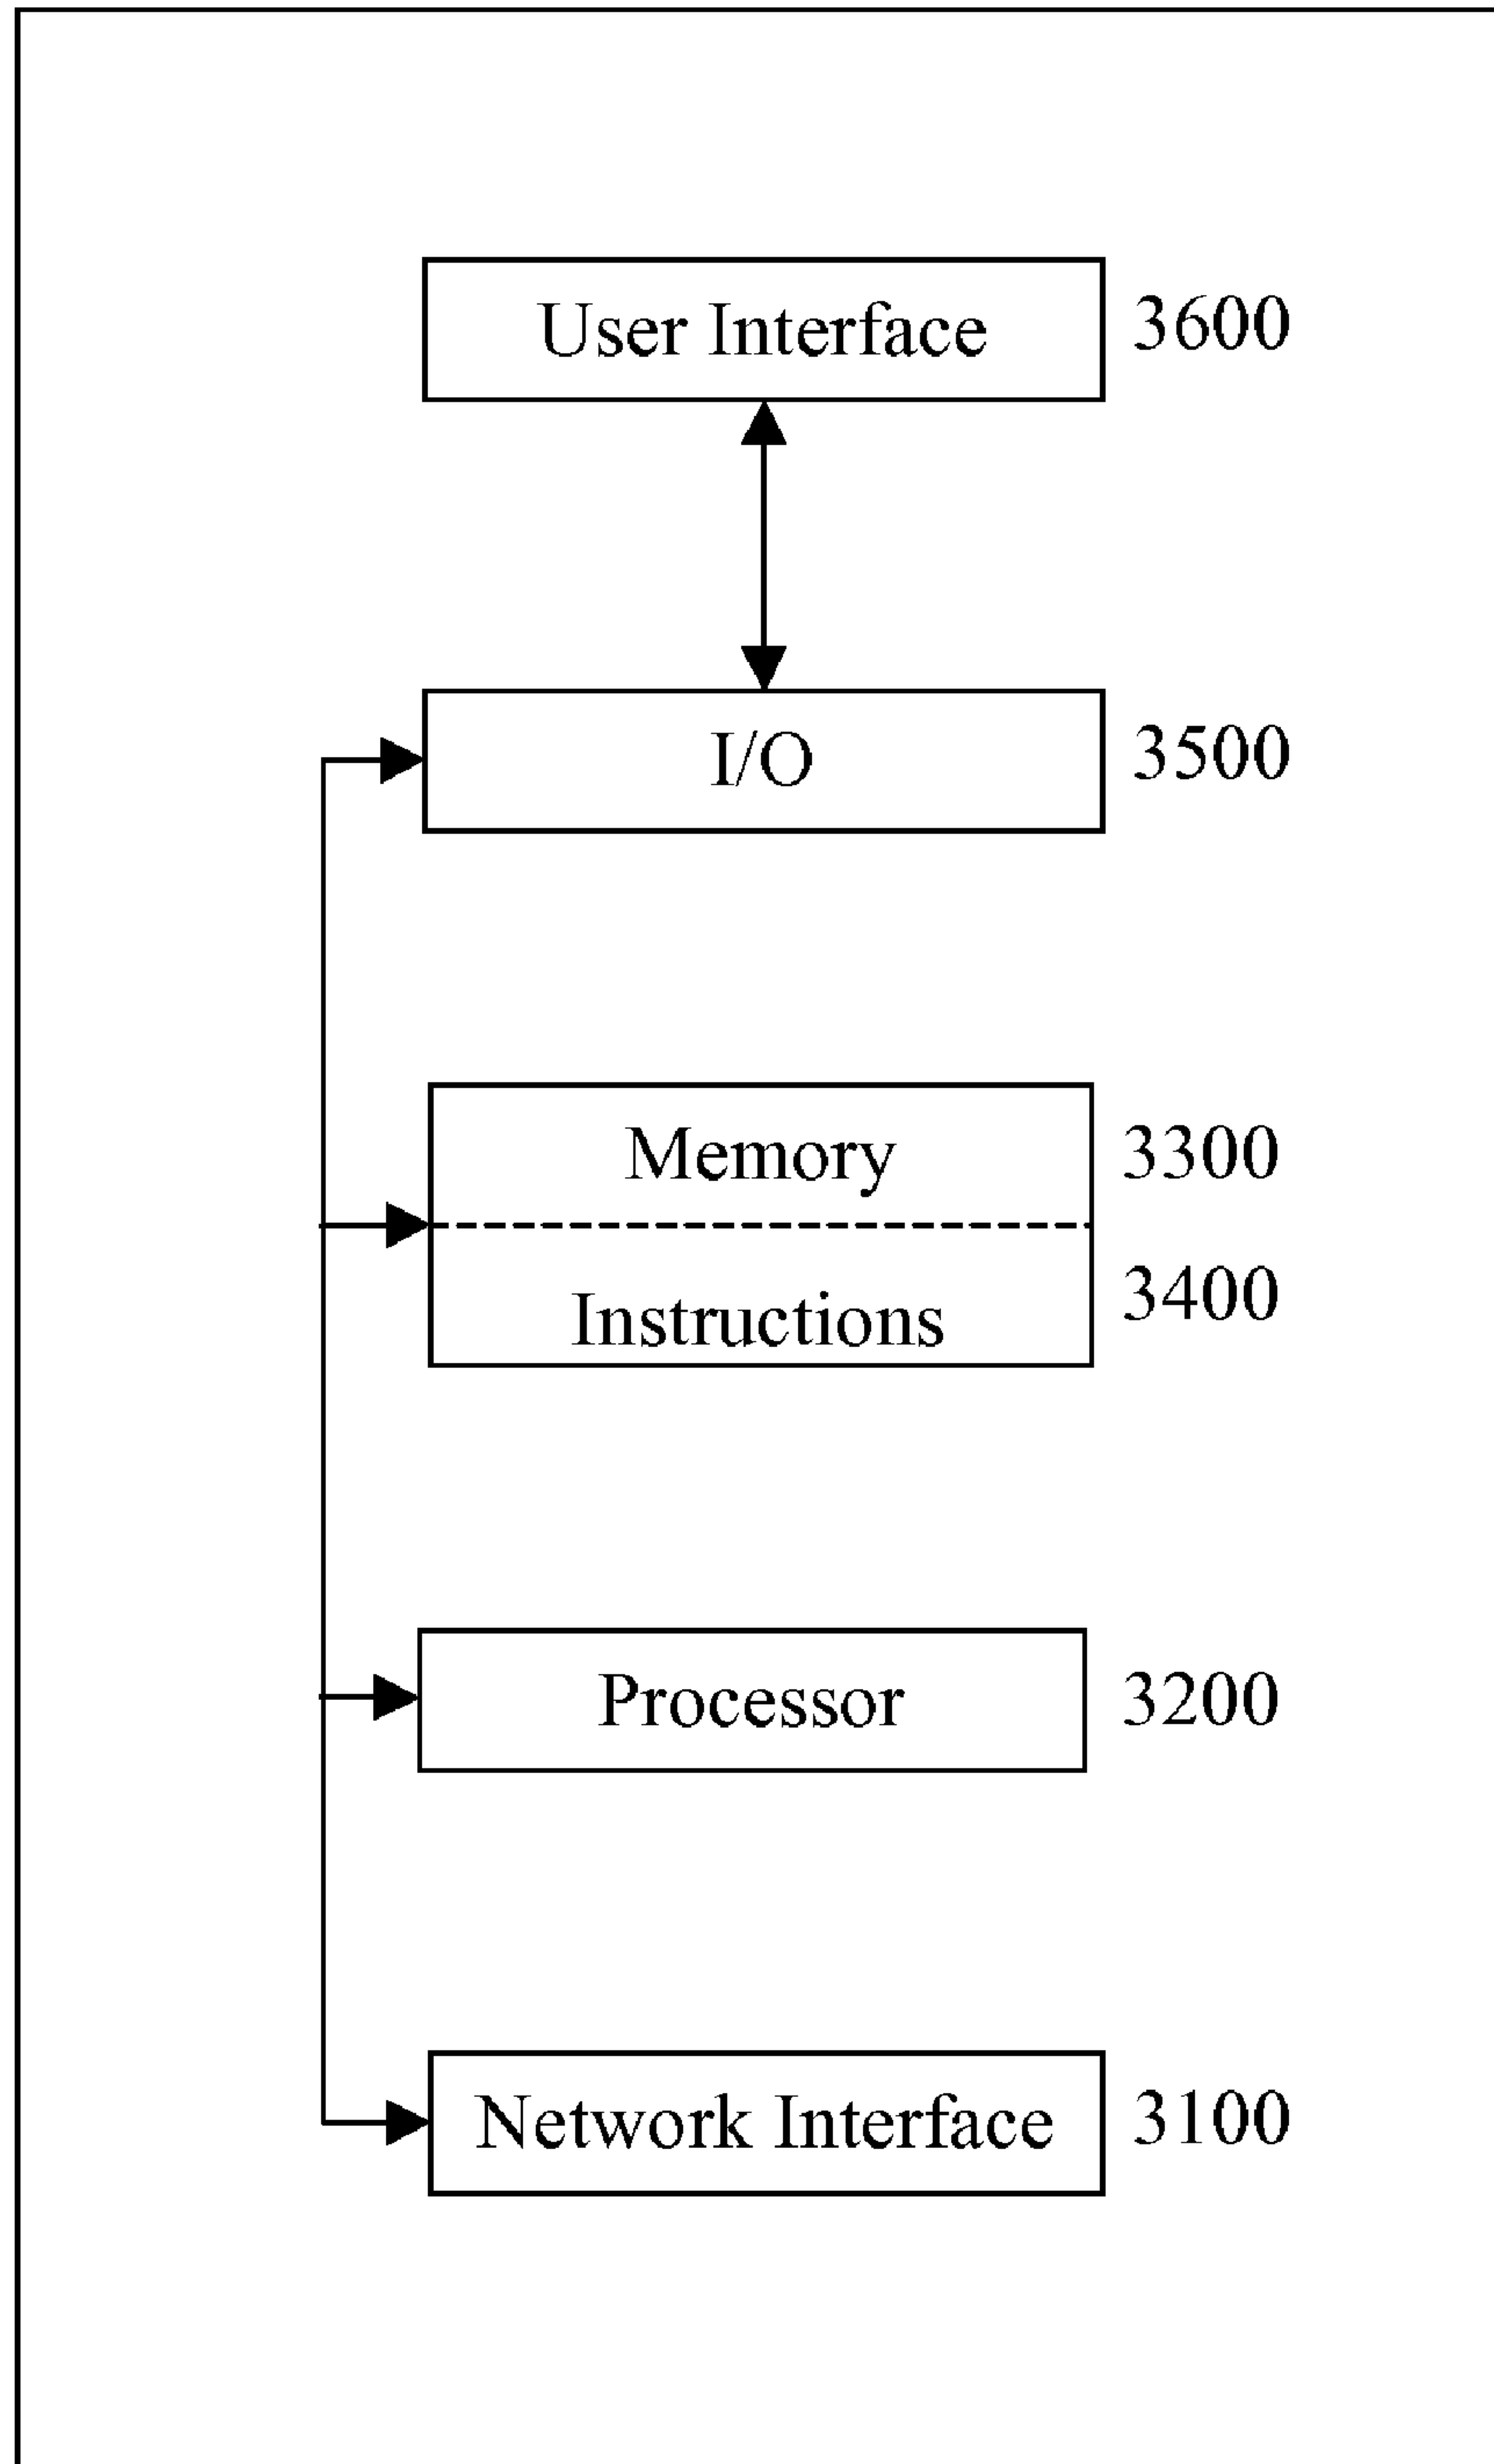 User Interface 3600
I/O 3500
Memory 3300
Instructions 3400
Processor 3200
Network Interface 3100